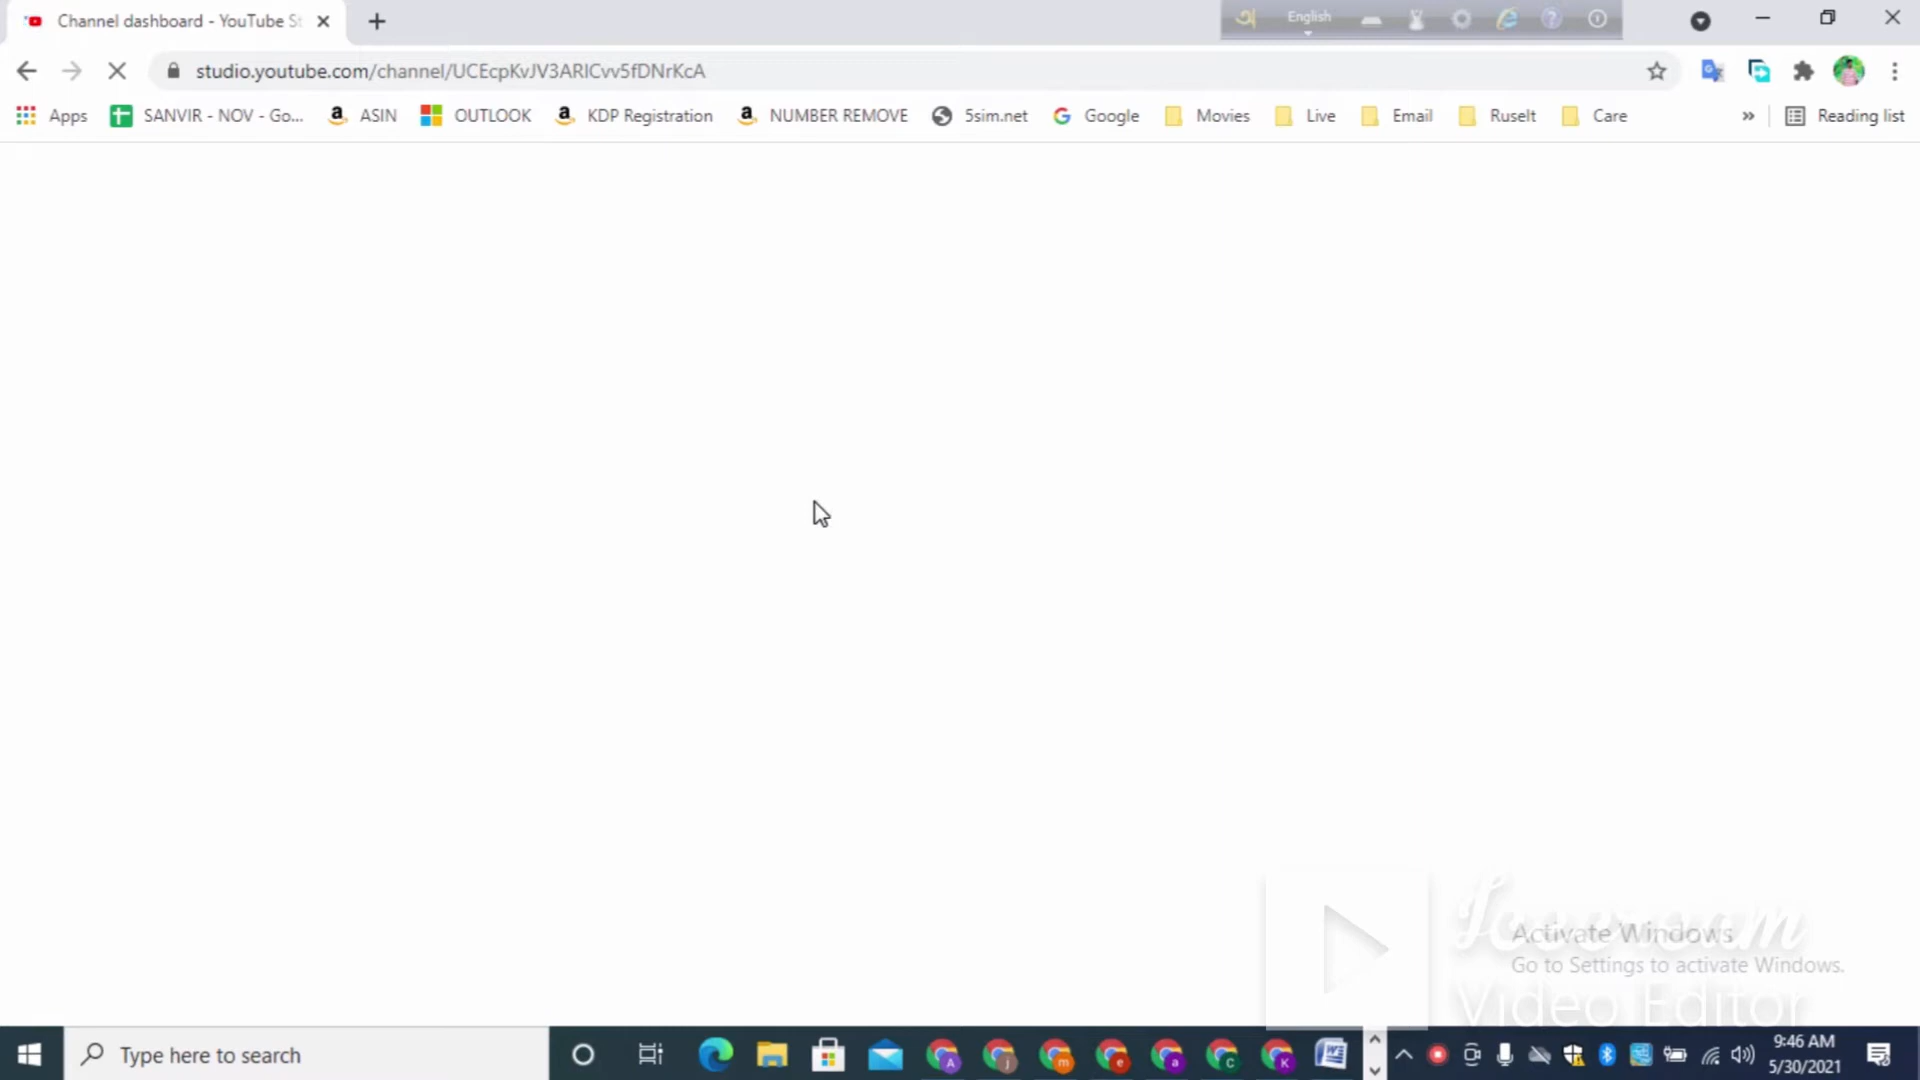 Channel dashboard - YouTube St
অ English
studio.youtube.com/channel/UCEcpKvJV3ARICvv5fDNrKcA
Apps SANVIR - NOV - Go... ASIN OUTLOOK KDP Registration NUMBER REMOVE 5sim.net Google Movies Live Email Ruselt Care » Reading list
Icecream
Activate Windows
Go to Settings to activate Windows.
Video Editor
Type here to search
A j m e a c K
9:46 AM
5/30/2021